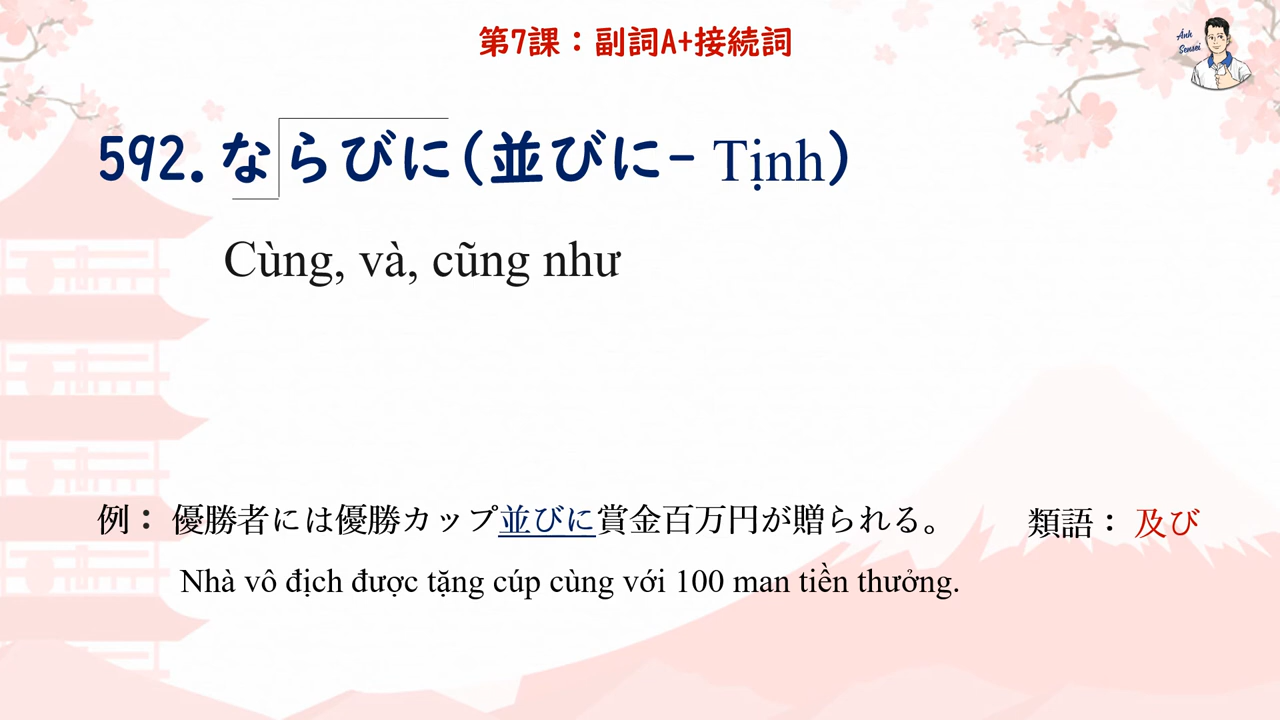 第7課：副詞A+接続詞
Anh
Sensei
592.ならびに(並びに- Tịnh)
Cùng, và, cũng như
例： 優勝者には優勝カップ並びに賞金百万円が贈られる。 類語： 及び
Nhà vô địch được tặng cúp cùng với 100 man tiền thưởng.